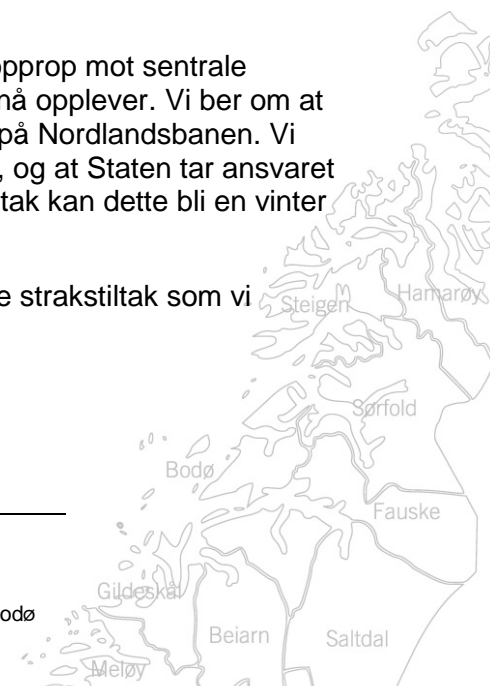 opprop mot sentrale
nå opplever. Vi ber om at
på Nordlandsbanen. Vi
, og at Staten tar ansvaret
tak kan dette bli en vinter
e strakstiltak som vi
Steigen
Hamarøy
Sørfold
Bodø
Fauske
Gildeskål
odø
Beiarn
Saltdal
Meløy